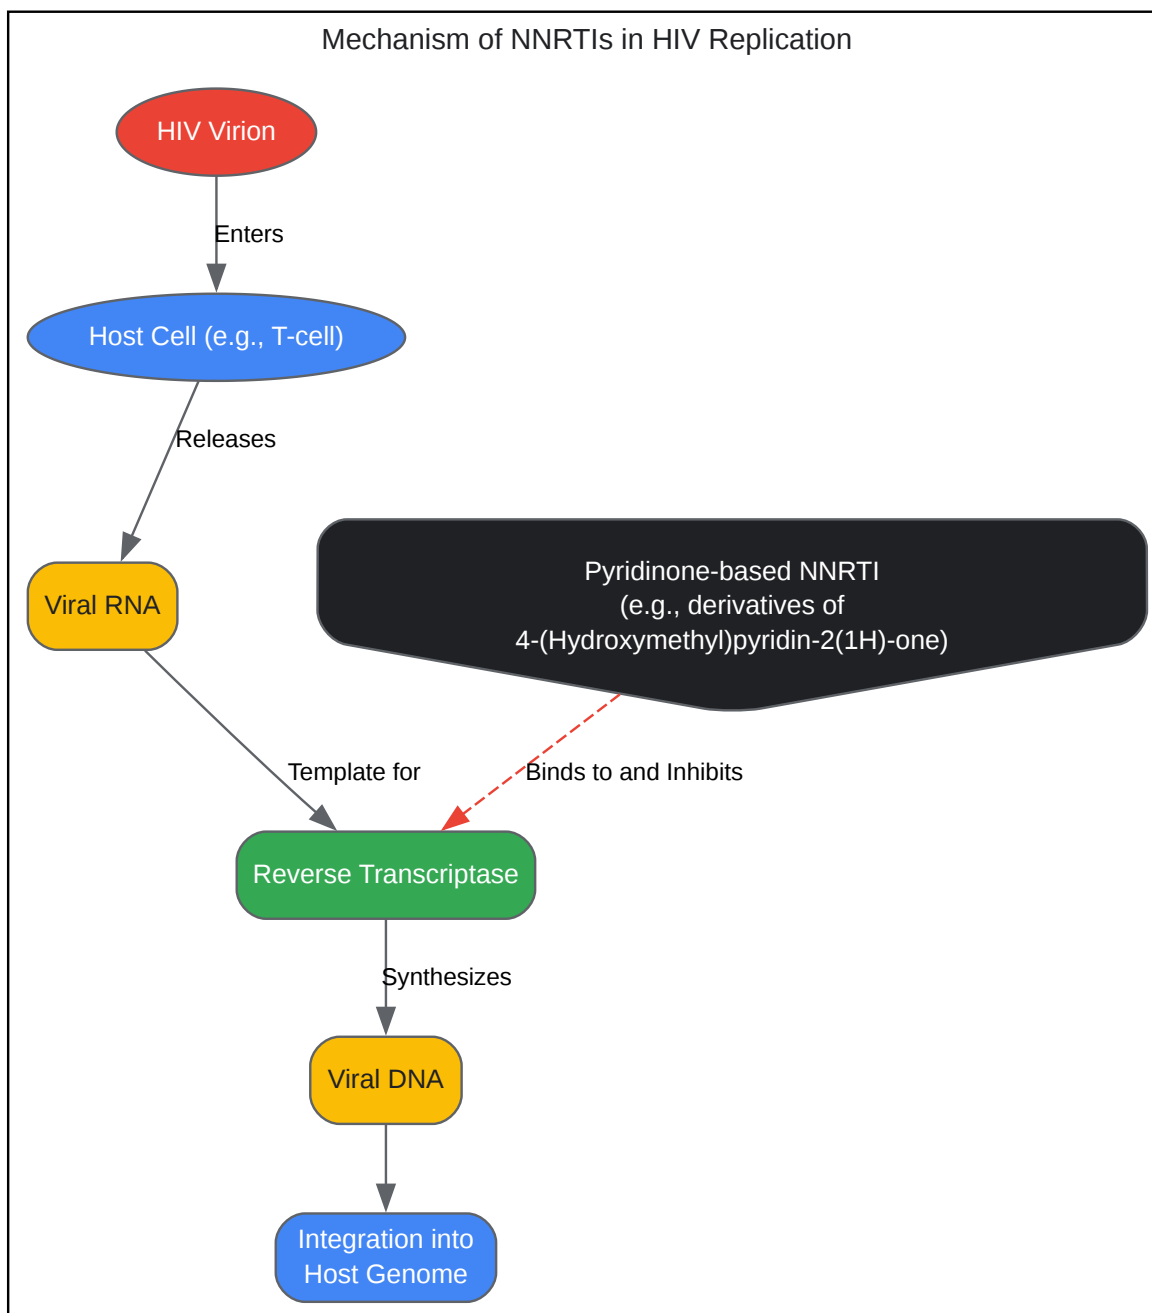 Mechanism of NNRTIs in HIV Replication
HIV Virion
Enters
Host Cell (e.g., T-cell)
Releases
Viral RNA
Pyridinone-based NNRTI
(e.g., derivatives of
4-(Hydroxymethyl)pyridin-2(1H)-one)
Template for
Binds to and Inhibits
Reverse Transcriptase
Synthesizes
Viral DNA
Integration into
Host Genome